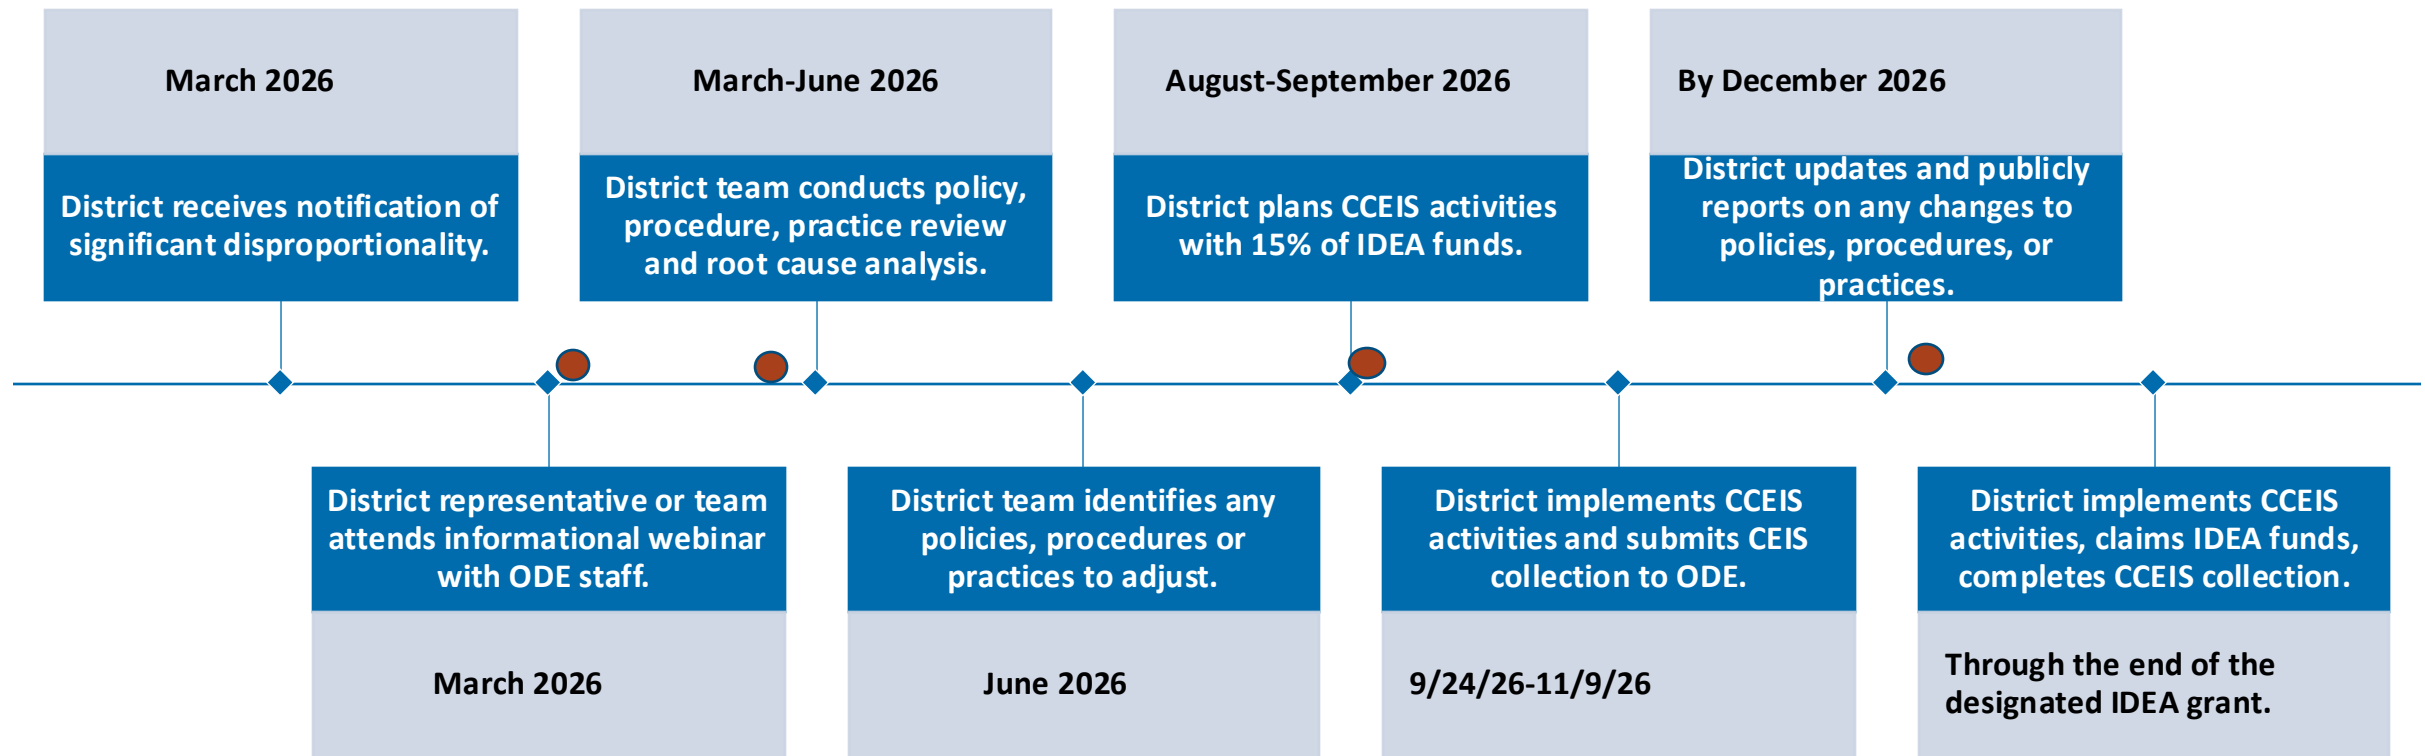 March 2026
District receives notification of
significant disproportionality.
District representative or team
attends informational webinar
with ODE staff.
March 2026
March-June 2026
District team conducts policy,
procedure, practice review
and root cause analysis.
District team identifies any
policies, procedures or
practices to adjust.
June 2026
August-September 2026
District plans CCEIS activities
with 15% of IDEA funds.
District implements CCEIS
activities and submits CEIS
collection to ODE.
9/24/26-11/9/26
By December 2026
District updates and publicly
reports on any changes to
policies, procedures, or
practices.
District implements CCEIS
activities, claims IDEA funds,
completes CCEIS collection.
Through the end of the
designated IDEA grant.